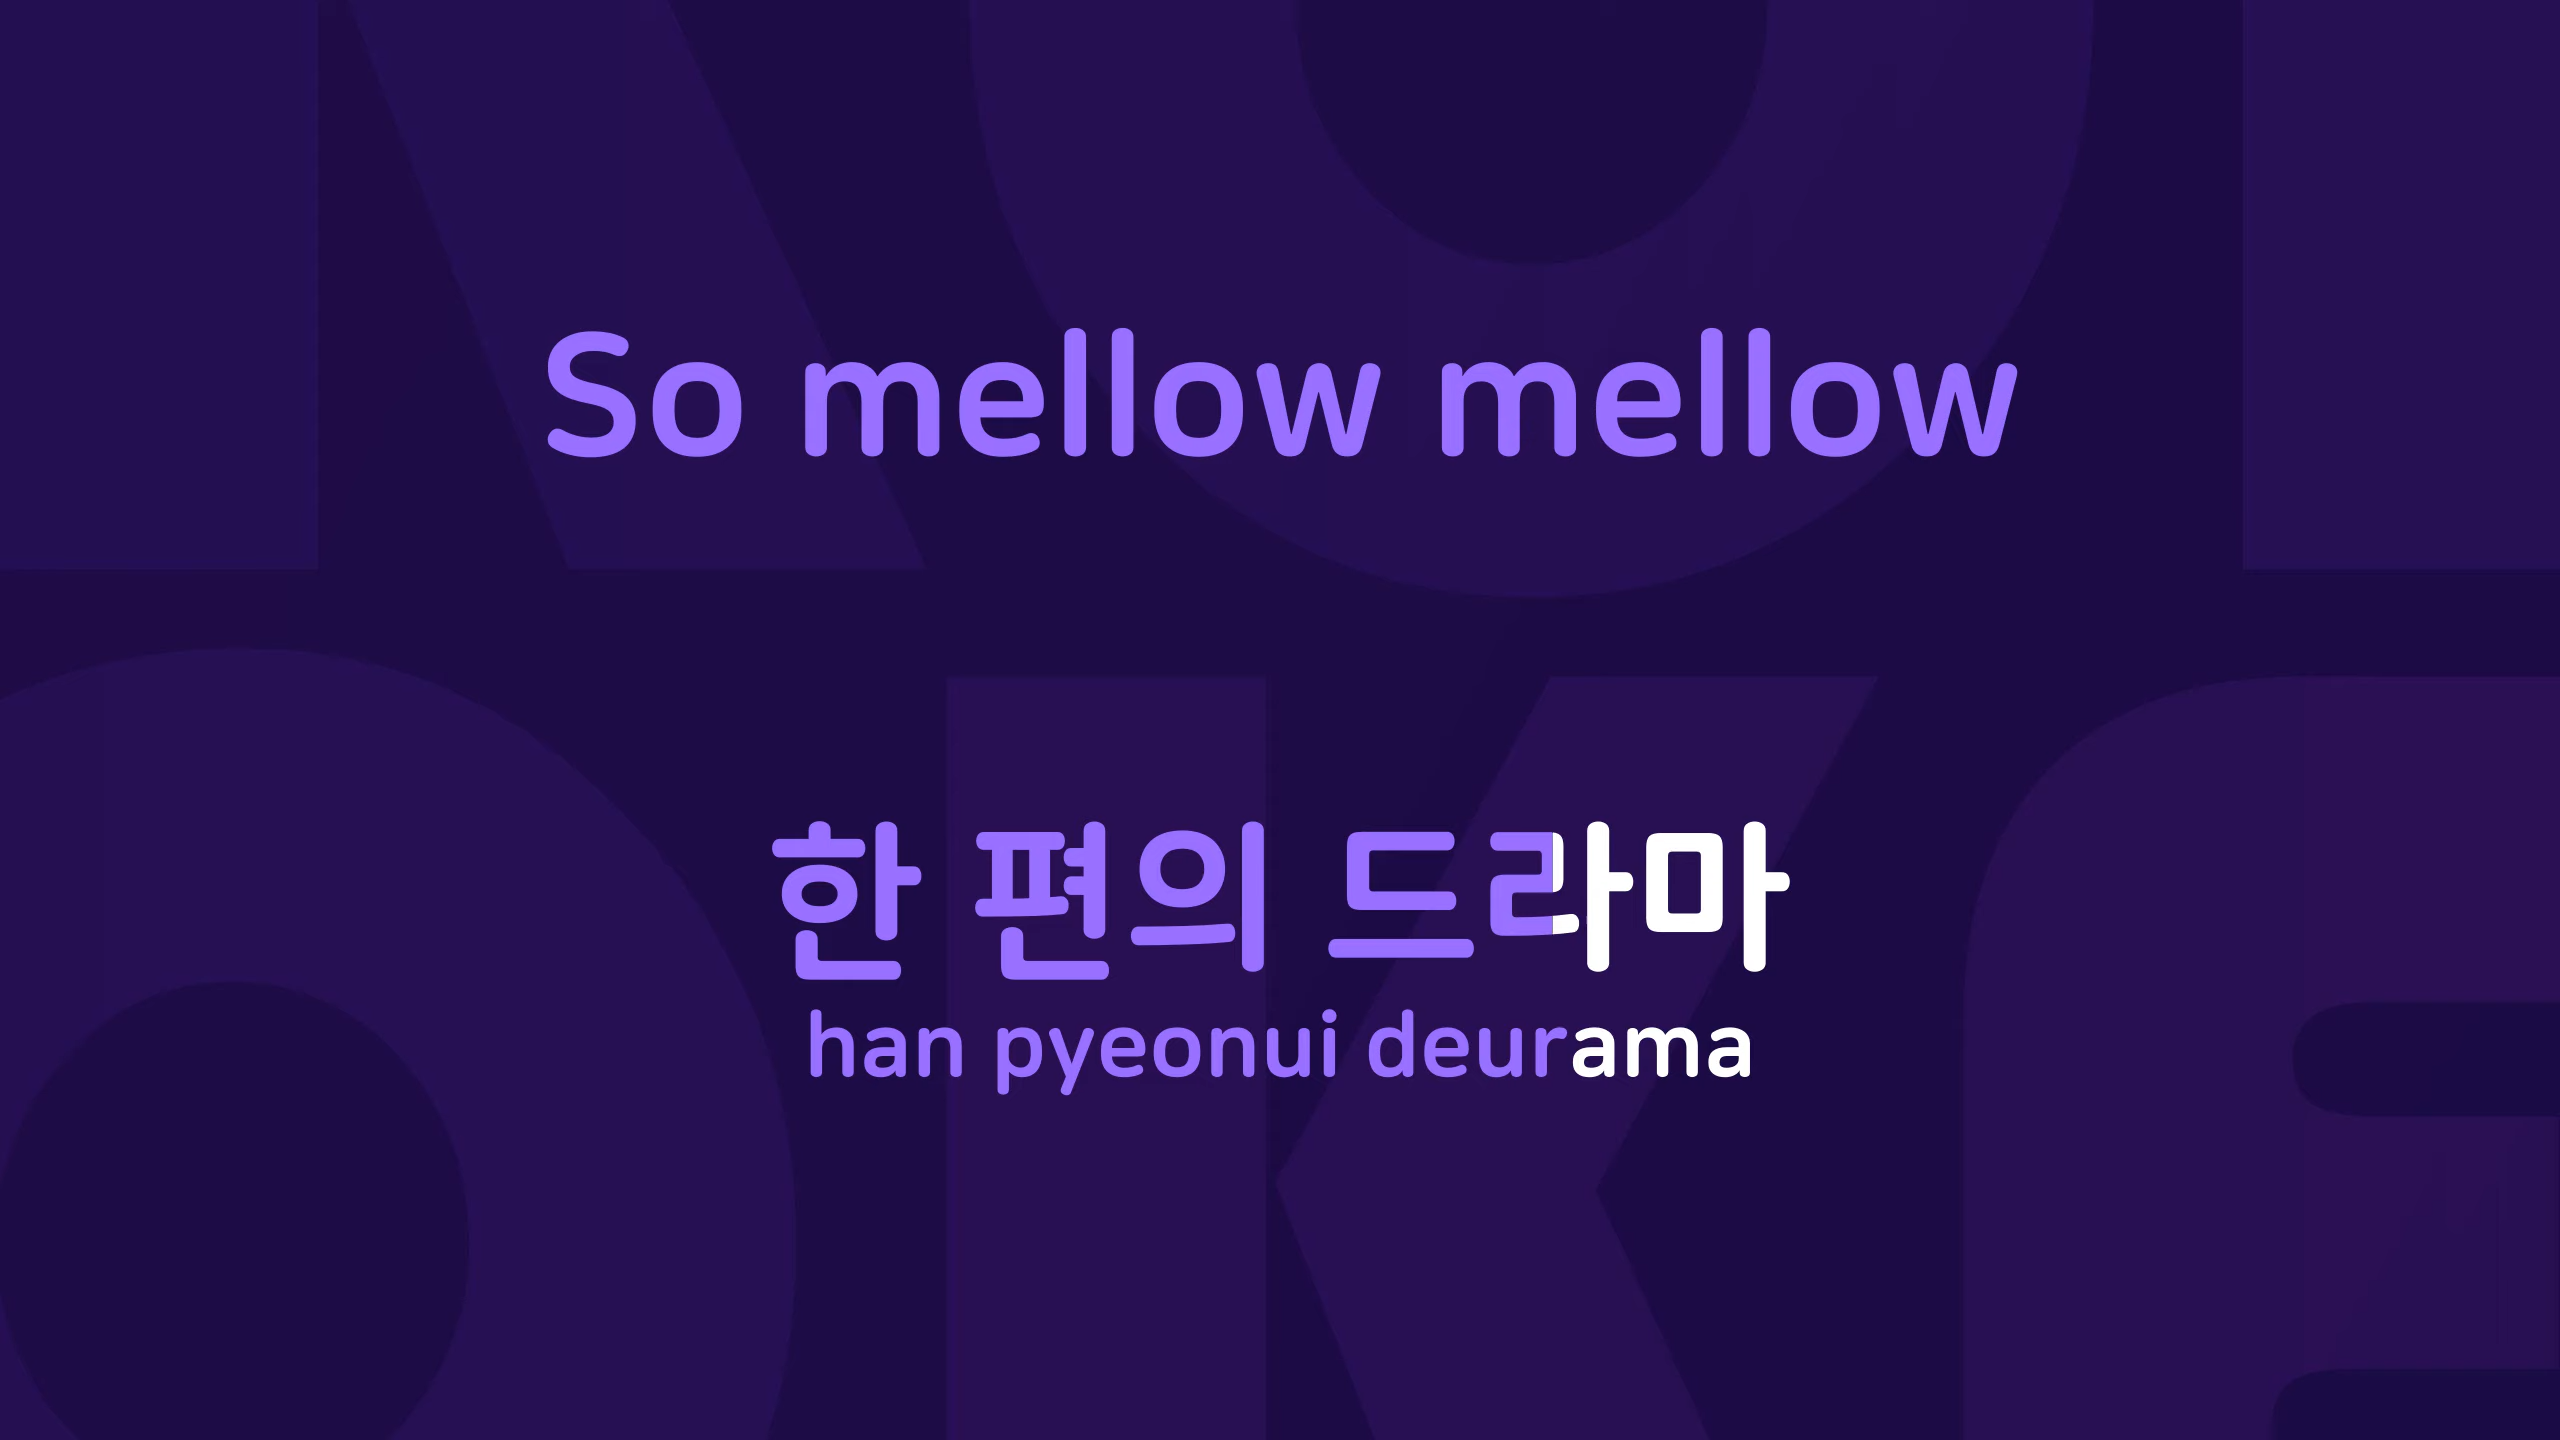 So mellow mellow
한 편의 드라마
han pyeonui deurama